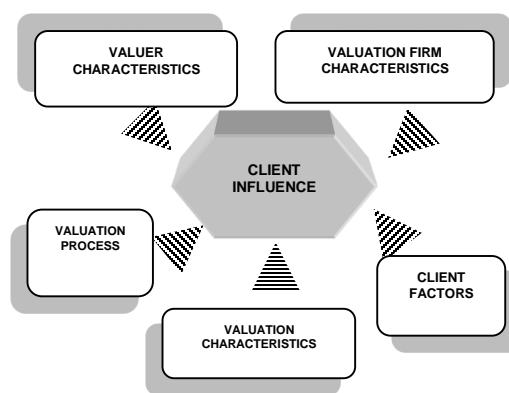 VALUER
CHARACTERISTICS
VALUATION FIRM
CHARACTERISTICS
CLIENT
INFLUENCE
VALUATION
PROCESS
CLIENT
FACTORS
VALUATION
CHARACTERISTICS